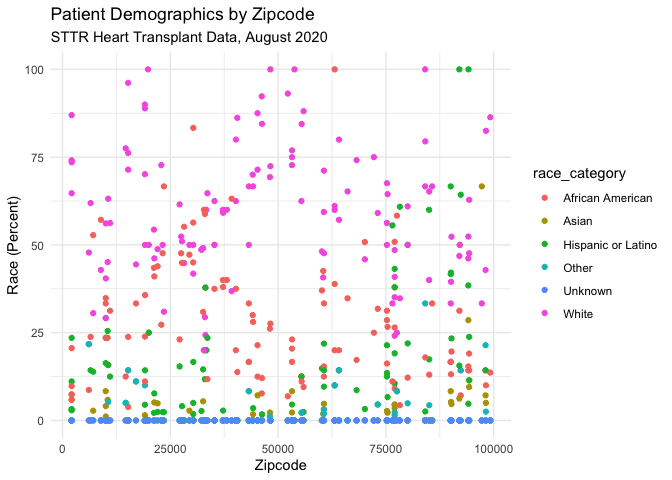 Patient Demographics by Zipcode
STTR Heart Transplant Data, August 2020
100
75
50
25
0
Race (Percent)
0
25000
50000
75000
100000
Zipcode
race_category
African American
Asian
Hispanic or Latino
Other
Unknown
White